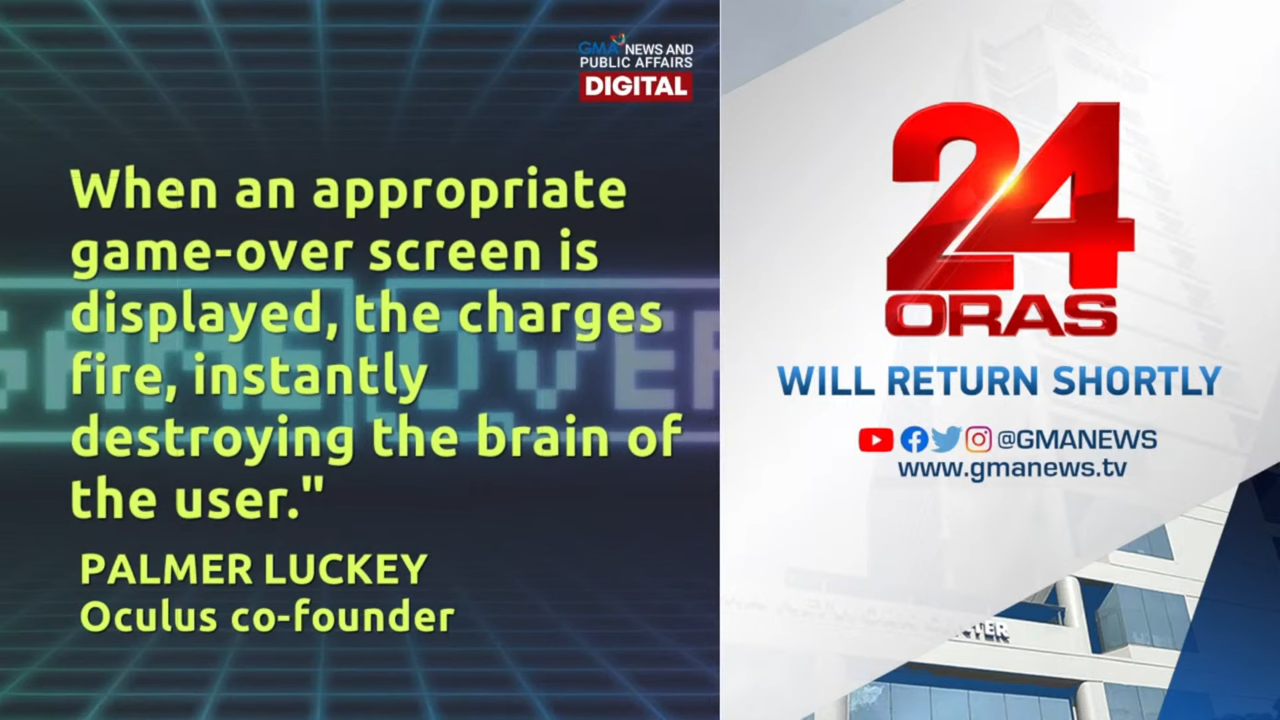 GMA NEWS AND
PUBLIC AFFAIRS
DIGITAL
When an appropriate
game-over screen is
displayed, the charges
fire, instantly
destroying the brain of
the user."
PALMER LUCKEY
Oculus co-founder
GAME OVER
24
ORAS
WILL RETURN SHORTLY
@GMANEWS
www.gmanews.tv